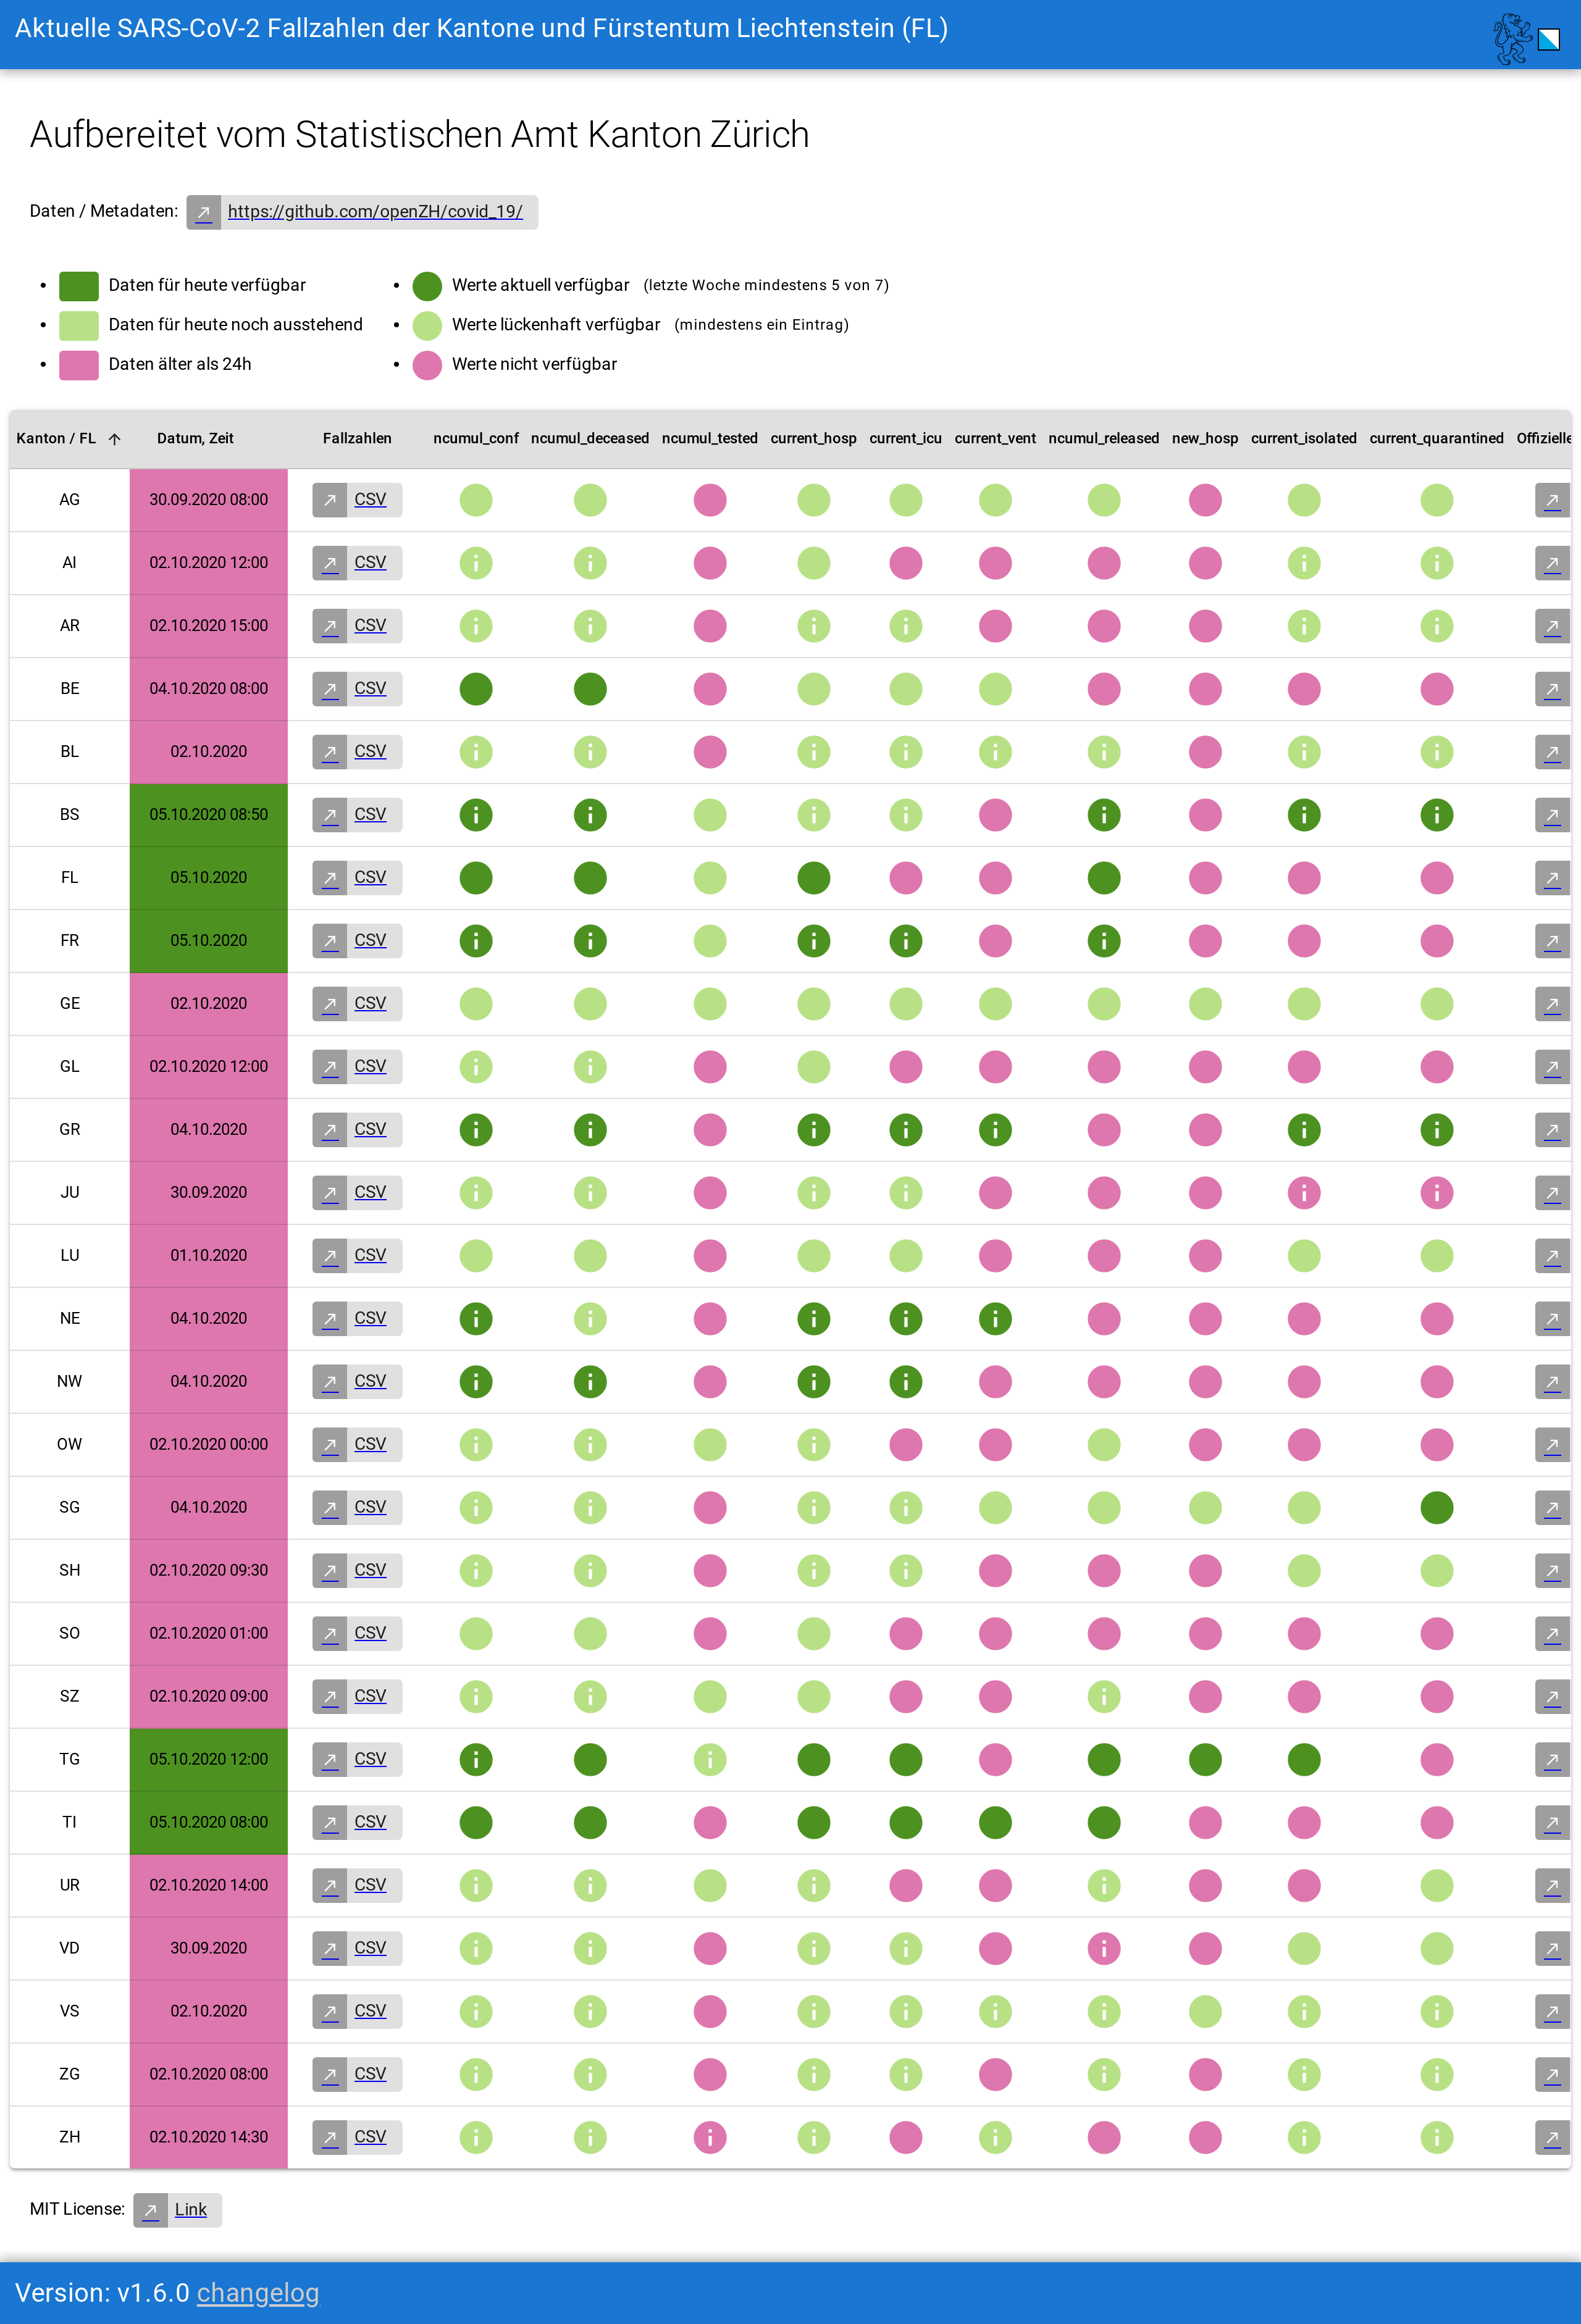 Aktuelle SARS-CoV-2 Fallzahlen der Kantone und Fürstentum Liechtenstein (FL)
Aufbereitet vom Statistischen Amt Kanton Zürich
Daten / Metadaten: https://github.com/openZH/covid_19/
Daten für heute verfügbar
Daten für heute noch ausstehend
Daten älter als 24h
Werte aktuell verfügbar (letzte Woche mindestens 5 von 7)
Werte lückenhaft verfügbar (mindestens ein Eintrag)
Werte nicht verfügbar
Kanton / FL Datum, Zeit Fallzahlen ncumul_conf ncumul_deceased ncumul_tested current_hosp current_icu current_vent ncumul_released new_hosp current_isolated current_quarantined Offizielle
AG 30.09.2020 08:00 CSV
AI 02.10.2020 12:00 CSV
AR 02.10.2020 15:00 CSV
BE 04.10.2020 08:00 CSV
BL 02.10.2020 CSV
BS 05.10.2020 08:50 CSV
FL 05.10.2020 CSV
FR 05.10.2020 CSV
GE 02.10.2020 CSV
GL 02.10.2020 12:00 CSV
GR 04.10.2020 CSV
JU 30.09.2020 CSV
LU 01.10.2020 CSV
NE 04.10.2020 CSV
NW 04.10.2020 CSV
OW 02.10.2020 00:00 CSV
SG 04.10.2020 CSV
SH 02.10.2020 09:30 CSV
SO 02.10.2020 01:00 CSV
SZ 02.10.2020 09:00 CSV
TG 05.10.2020 12:00 CSV
TI 05.10.2020 08:00 CSV
UR 02.10.2020 14:00 CSV
VD 30.09.2020 CSV
VS 02.10.2020 CSV
ZG 02.10.2020 08:00 CSV
ZH 02.10.2020 14:30 CSV
MIT License: Link
Version: v1.6.0 changelog